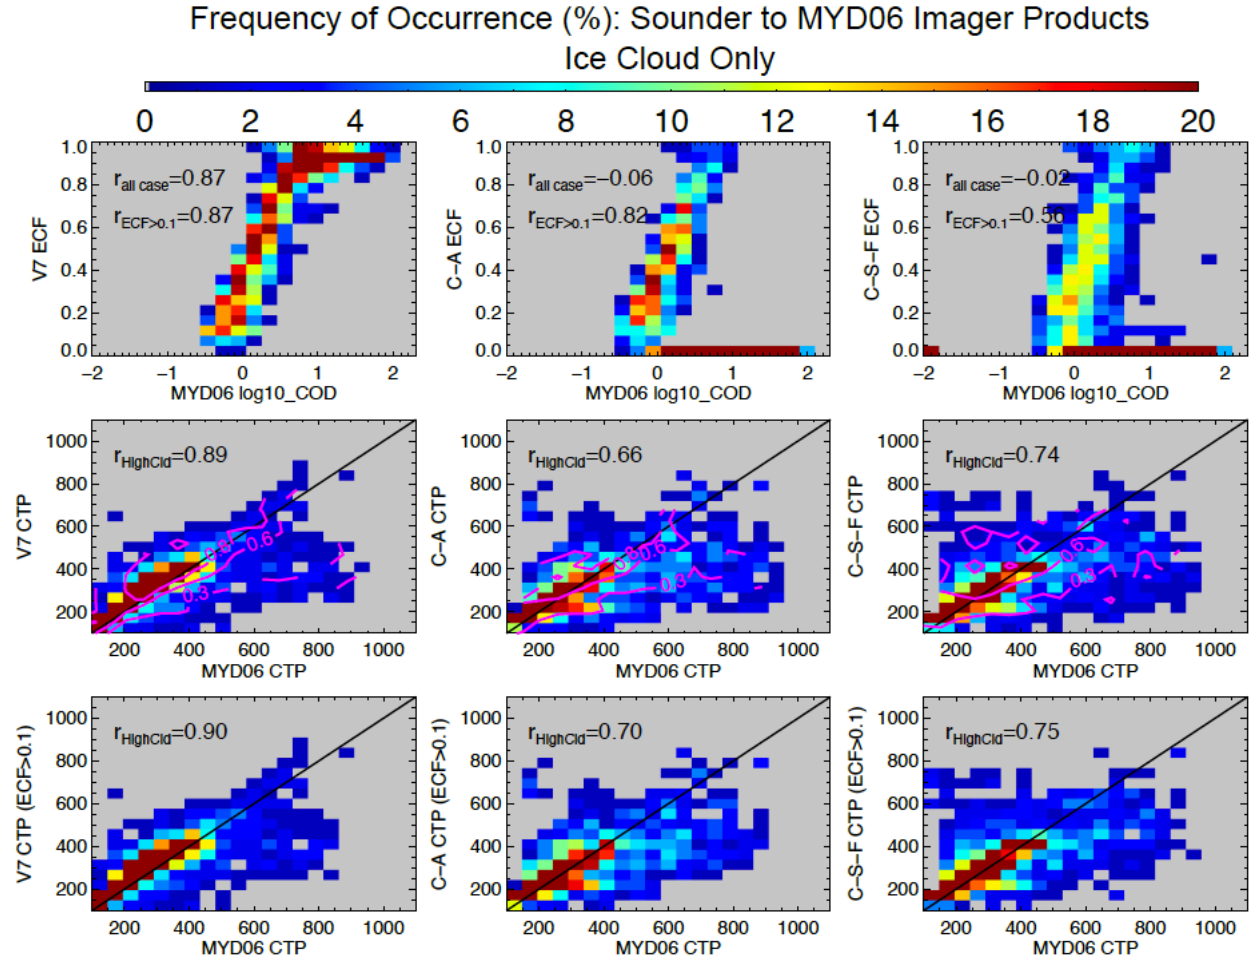 Frequency of Occurrence (%): Sounder to MYD06 Imager Products
Ice Cloud Only
0 2 4 6 8 10 12 14 16 18 20
V7 ECF
1.0
0.8
0.6
0.4
0.2
0.0
r_all case=0.87
r_ECF>0.1=0.87
−2 −1 0 1 2
MYD06 log10_COD
C−A ECF
1.0
0.8
0.6
0.4
0.2
0.0
r_all case=−0.06
r_ECF>0.1=0.82
−2 −1 0 1 2
MYD06 log10_COD
C−S−F ECF
1.0
0.8
0.6
0.4
0.2
0.0
r_all case=−0.02
r_ECF>0.1=0.56
−2 −1 0 1 2
MYD06 log10_COD
V7 CTP
1000
800
600
400
200
r_HighCld=0.89
0.8
0.6
0.3
200 400 600 800 1000
MYD06 CTP
C−A CTP
1000
800
600
400
200
r_HighCld=0.66
0.8
0.6
0.3
200 400 600 800 1000
MYD06 CTP
C−S−F CTP
1000
800
600
400
200
r_HighCld=0.74
0.6
0.3
200 400 600 800 1000
MYD06 CTP
V7 CTP (ECF>0.1)
1000
800
600
400
200
r_HighCld=0.90
200 400 600 800 1000
MYD06 CTP
C−A CTP (ECF>0.1)
1000
800
600
400
200
r_HighCld=0.70
200 400 600 800 1000
MYD06 CTP
C−S−F CTP (ECF>0.1)
1000
800
600
400
200
r_HighCld=0.75
200 400 600 800 1000
MYD06 CTP